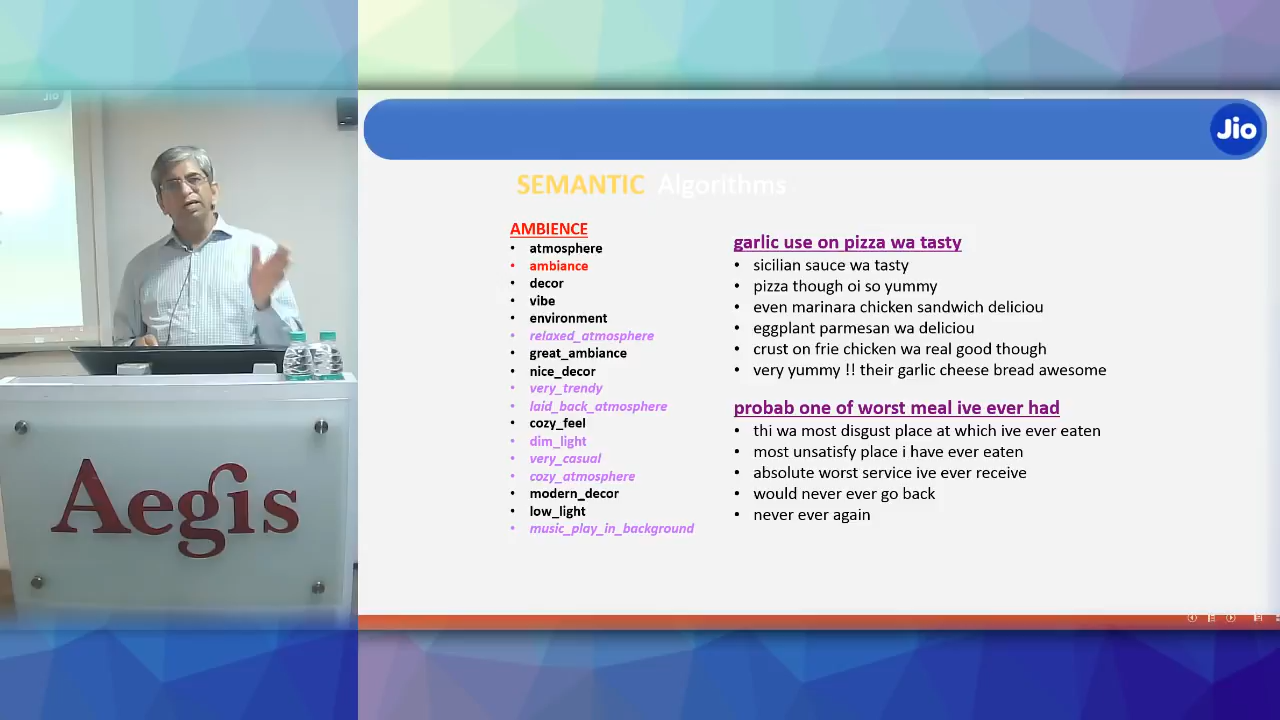 Jio
Jio
SEMANTIC Algorithms
AMBIENCE
• atmosphere
• ambiance
• decor
• vibe
• environment
• relaxed_atmosphere
• great_ambiance
• nice_decor
• very_trendy
• laid_back_atmosphere
• cozy_feel
• dim_light
• very_casual
• cozy_atmosphere
• modern_decor
• low_light
• music_play_in_background
garlic use on pizza wa tasty
• sicilian sauce wa tasty
• pizza though oi so yummy
• even marinara chicken sandwich deliciou
• eggplant parmesan wa deliciou
• crust on frie chicken wa real good though
• very yummy !! their garlic cheese bread awesome
probab one of worst meal ive ever had
• thi wa most disgust place at which ive ever eaten
• most unsatisfy place i have ever eaten
• absolute worst service ive ever receive
• would never ever go back
• never ever again
Aegis